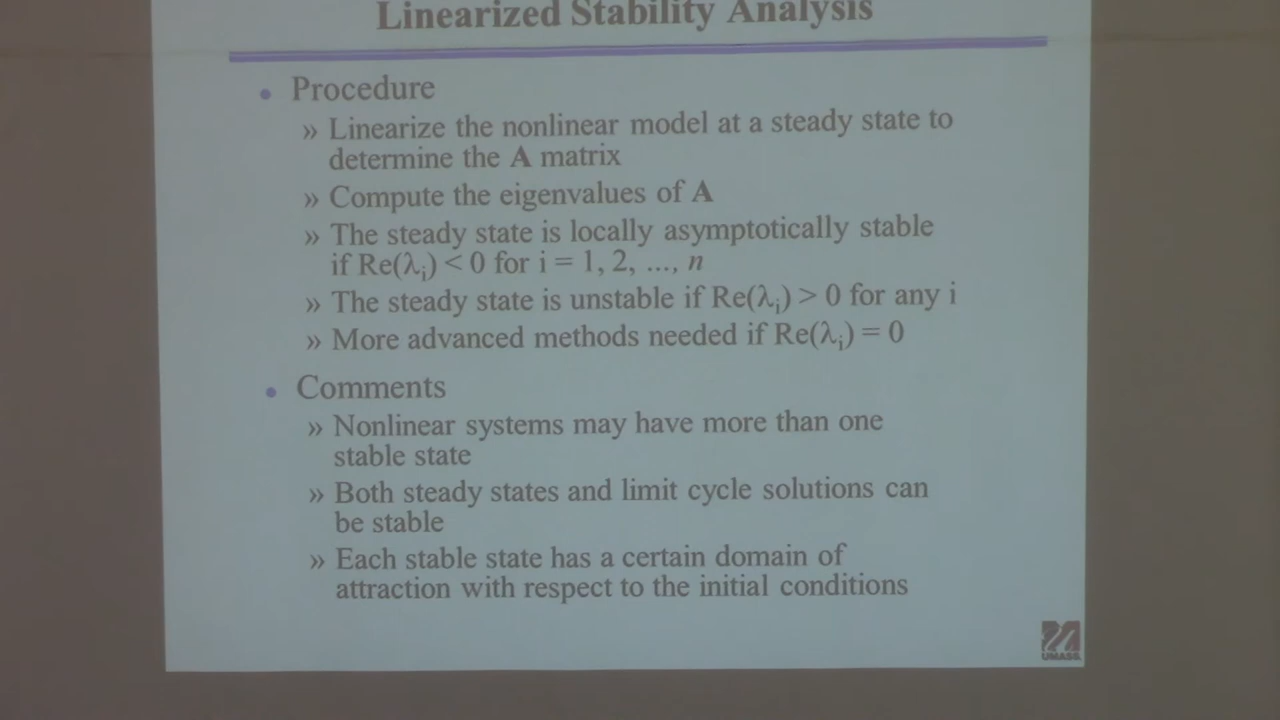 Linearized Stability Analysis
• Procedure
» Linearize the nonlinear model at a steady state to
determine the A matrix
» Compute the eigenvalues of A
» The steady state is locally asymptotically stable
if Re(λi) < 0 for i = 1, 2, ..., n
» The steady state is unstable if Re(λi) > 0 for any i
» More advanced methods needed if Re(λi) = 0
• Comments
» Nonlinear systems may have more than one
stable state
» Both steady states and limit cycle solutions can
be stable
» Each stable state has a certain domain of
attraction with respect to the initial conditions
UMASS